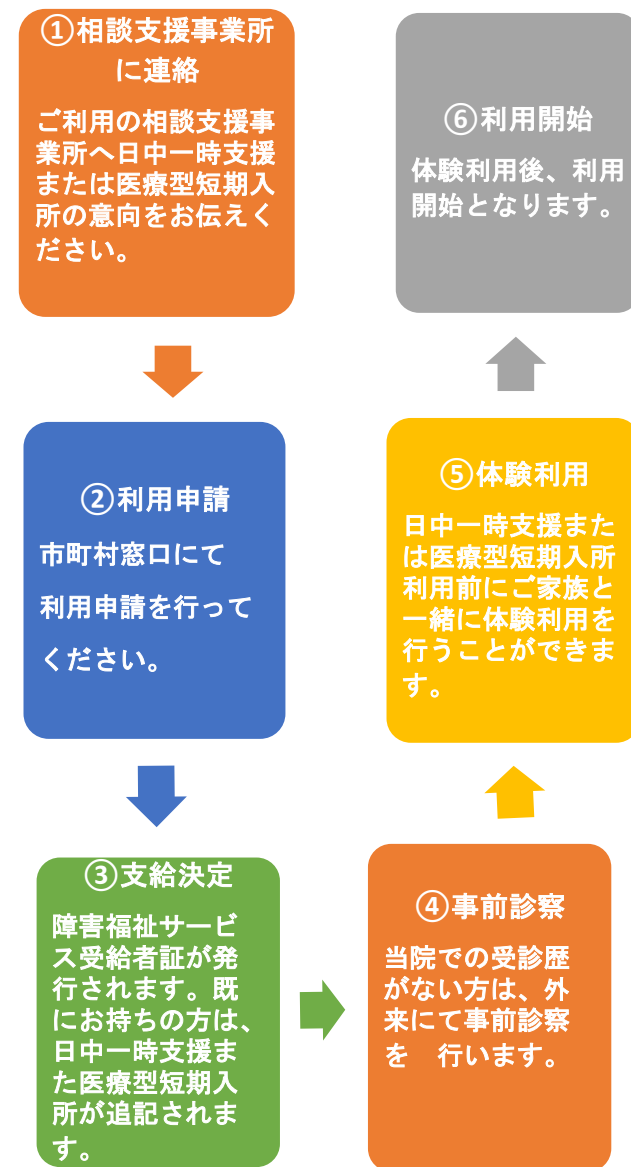 ①相談支援事業所
に連絡
ご利用の相談支援事
業所へ日中一時支援
または医療型短期入
所の意向をお伝えく
ださい。
②利用申請
市町村窓口にて
利用申請を行って
ください。
③支給決定
障害福祉サービ
ス受給者証が発
行されます。既
にお持ちの方は、
日中一時支援ま
た医療型短期入
所が追記されま
す。
④事前診察
当院での受診歴
がない方は、外
来にて事前診察
を　行います。
⑤体験利用
日中一時支援また
は医療型短期入所
利用前にご家族と
一緒に体験利用を
行うことができま
す。
⑥利用開始
体験利用後、利用
開始となります。